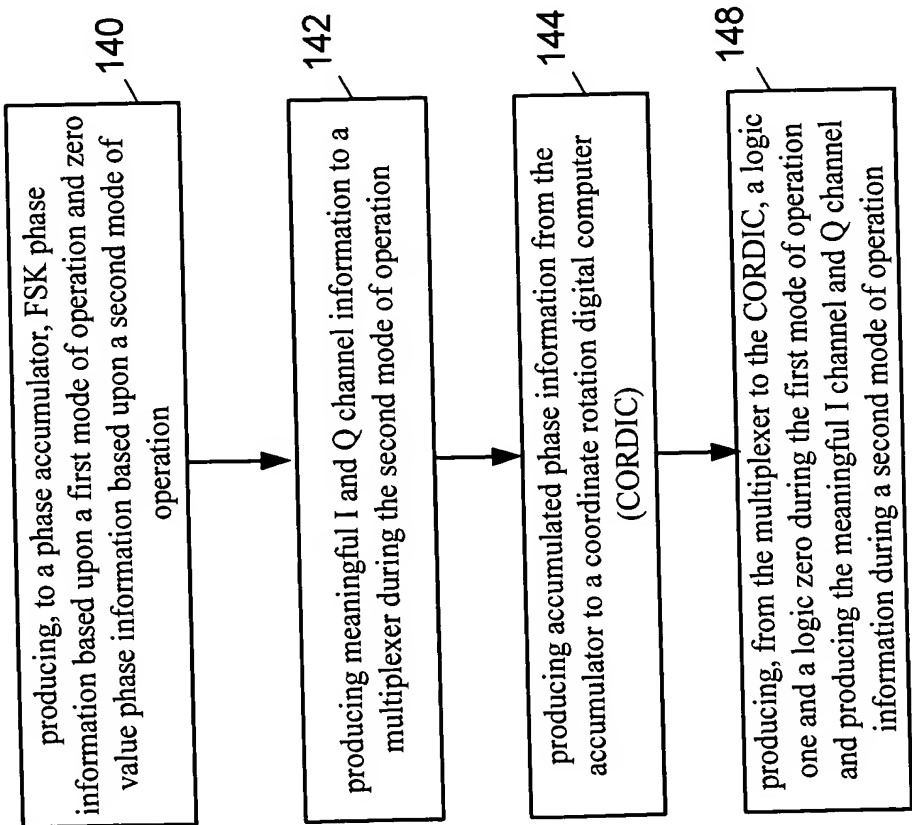 producing, to a phase accumulator, FSK phase
information based upon a first mode of operation and zero
value phase information based upon a second mode of
operation
140
producing meaningful I and Q channel information to a
multiplexer during the second mode of operation
142
producing accumulated phase information from the
accumulator to a coordinate rotation digital computer
(CORDIC)
144
producing, from the multiplexer to the CORDIC, a logic
one and a logic zero during the first mode of operation
and producing the meaningful I channel and Q channel
information during a second mode of operation
148